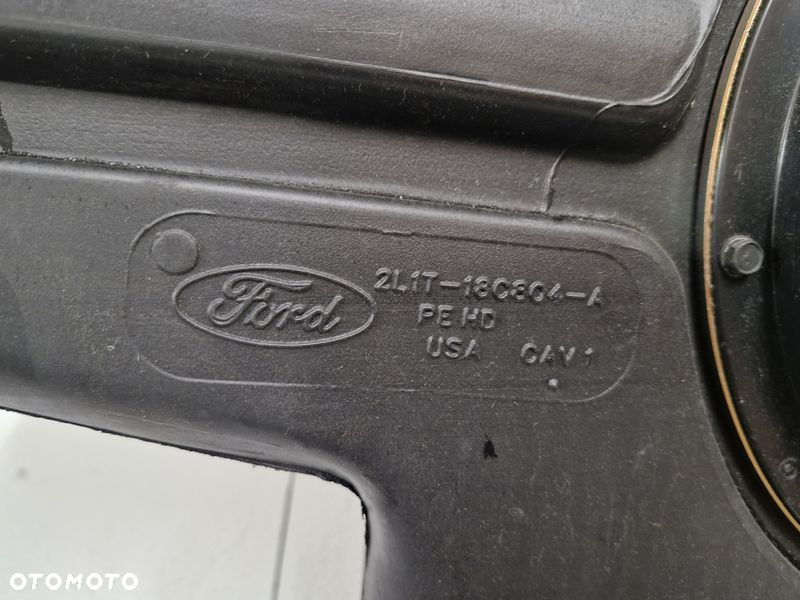 Ford
2L1T-18C804-A
PE HD
USA CAV 1
OTOMOTO